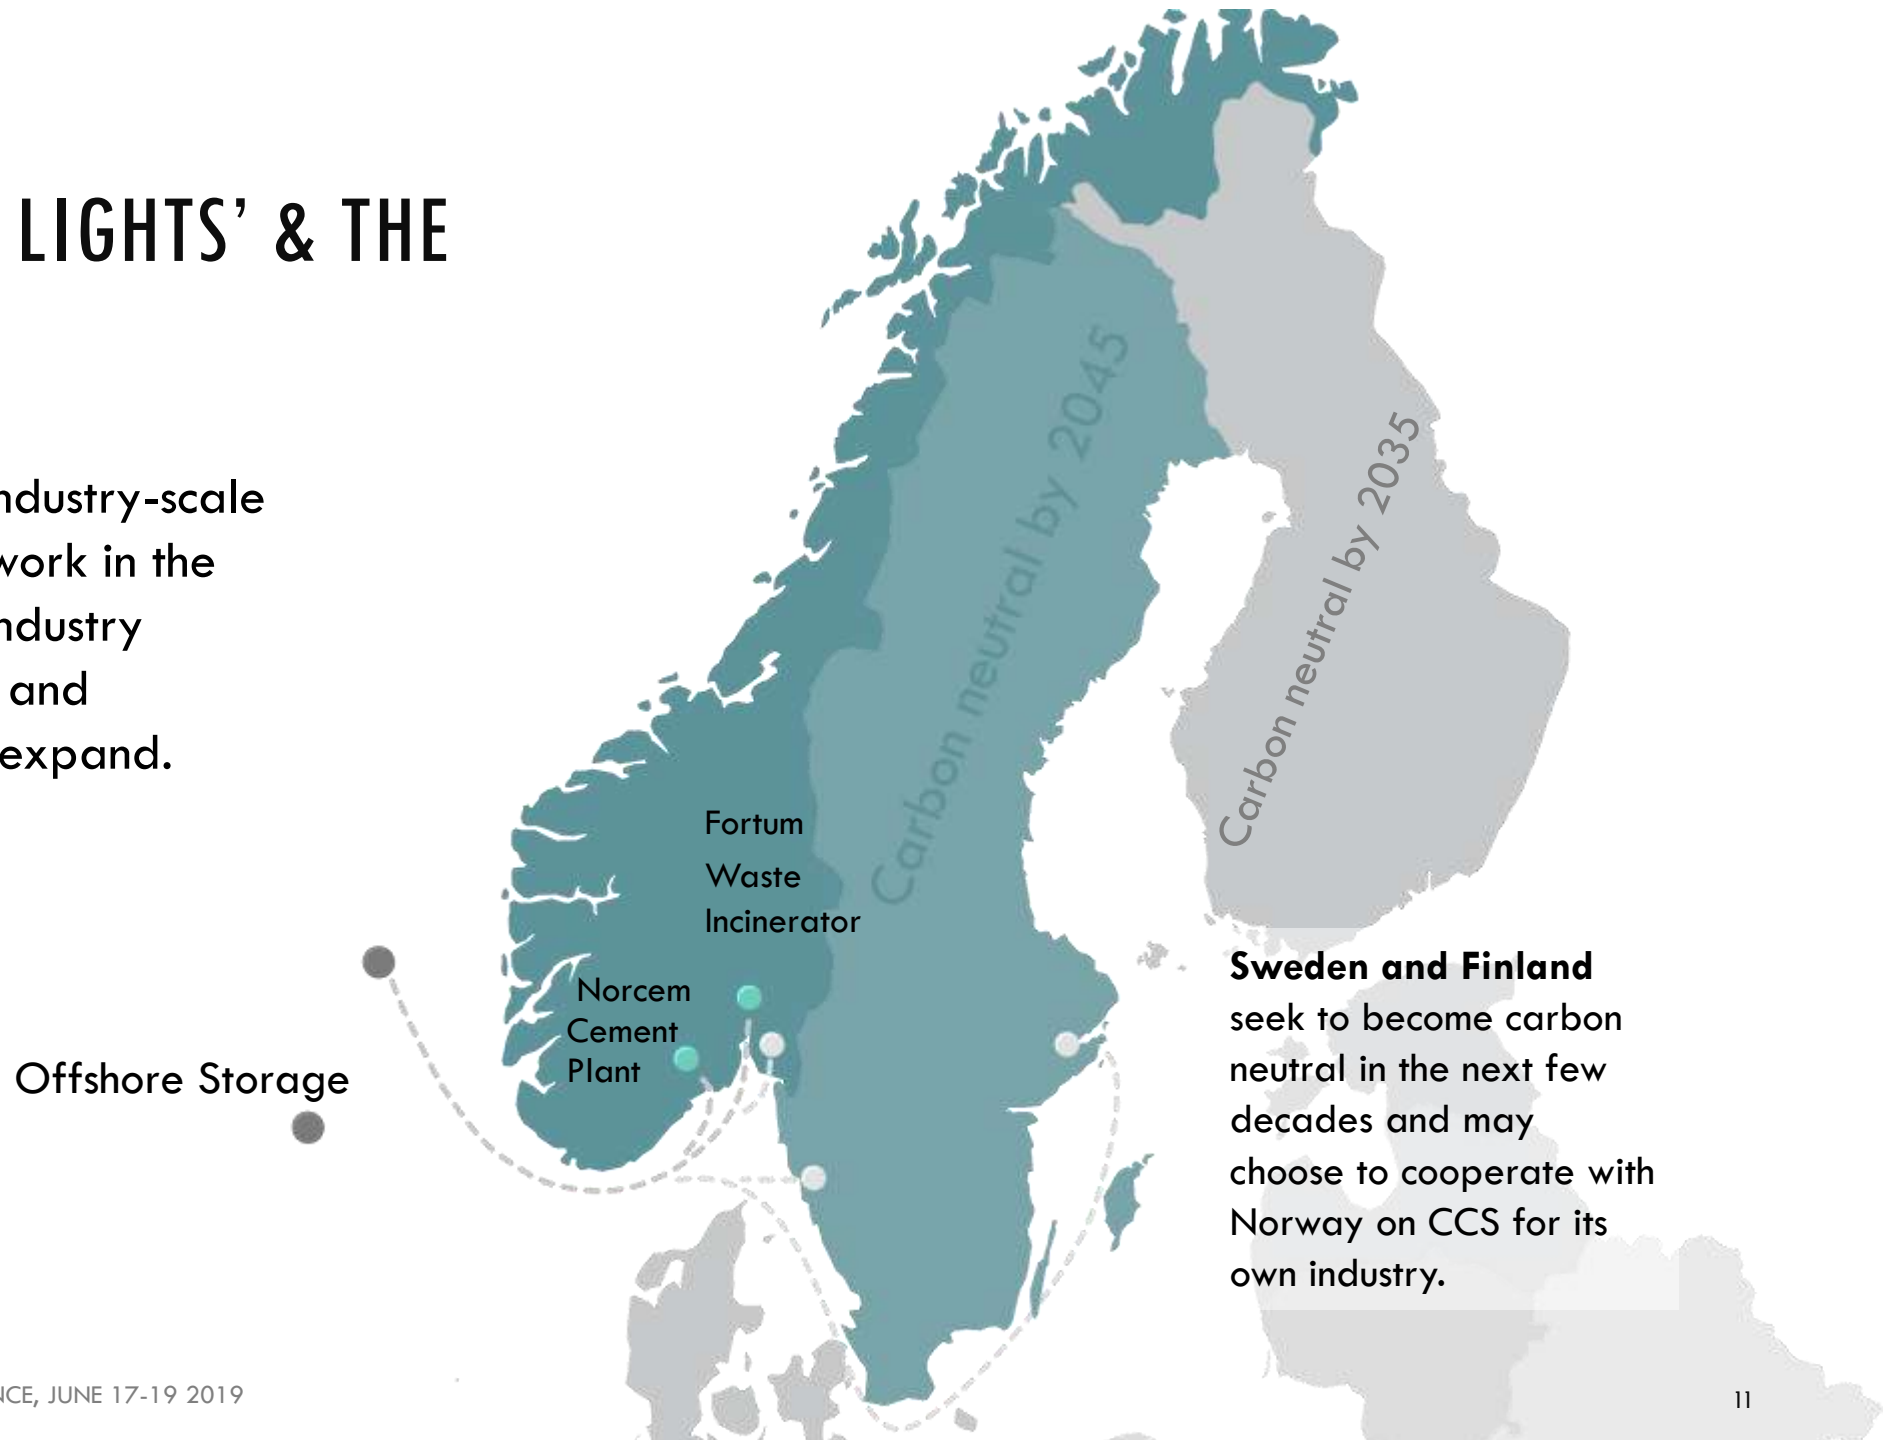 LIGHTS’ & THE
ndustry-scale
work in the
ndustry
and
expand.
Carbon neutral by 2045
Carbon neutral by 2035
Fortum
Waste
Incinerator
Norcem
Cement
Plant
Offshore Storage
Sweden and Finland
seek to become carbon
neutral in the next few
decades and may
choose to cooperate with
Norway on CCS for its
own industry.
NCE, JUNE 17-19 2019
11